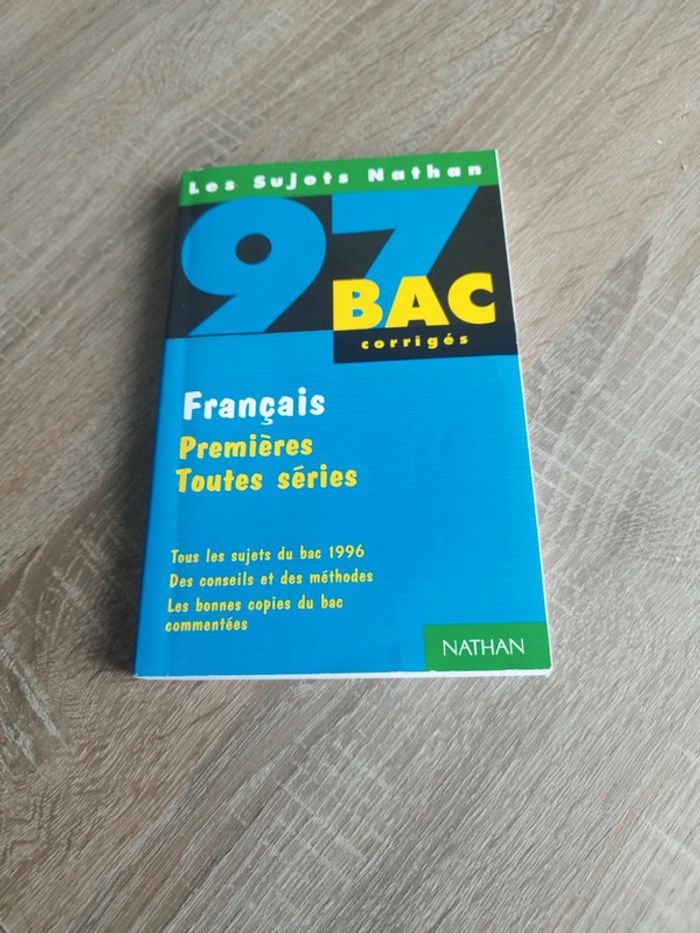 Les Sujets Nathan
97
BAC
corrigés
Français
Premières
Toutes séries
Tous les sujets du bac 1996
Des conseils et des méthodes
Les bonnes copies du bac
commentées
NATHAN